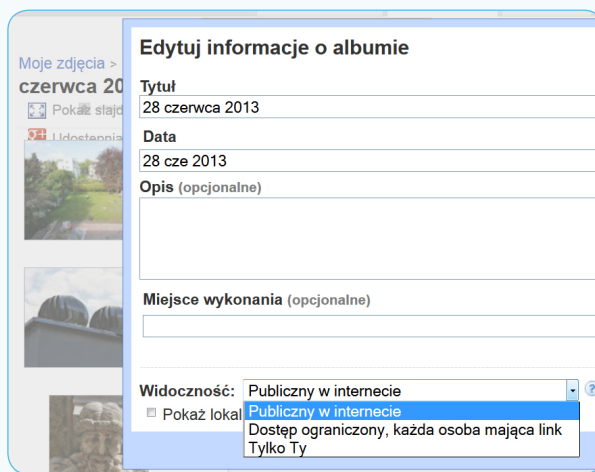 Moje zdjęcia >
czerwca 20
Pokaż slajd
Udostępnia
Edytuj informacje o albumie
Tytuł
28 czerwca 2013
Data
28 cze 2013
Opis (opcjonalne)
Miejsce wykonania (opcjonalne)
Widoczność: Publiczny w internecie
?
Pokaż lokal
Publiczny w internecie
Dostęp ograniczony, każda osoba mająca link
Tylko Ty